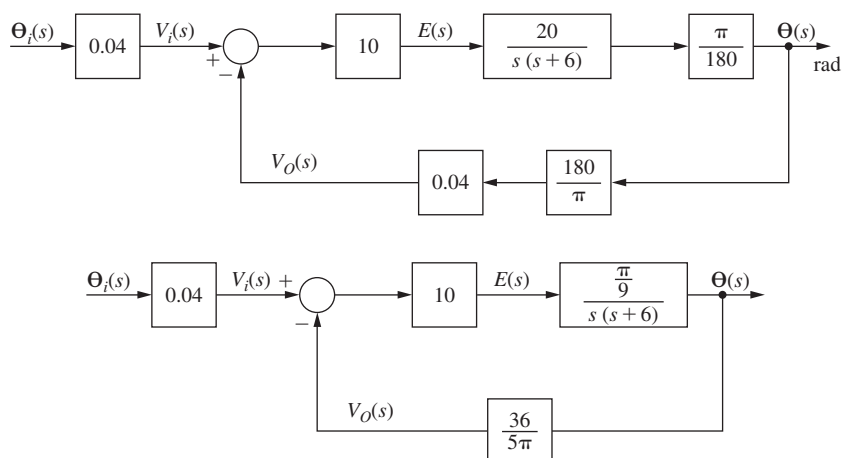 Θi(s) 0.04 Vi(s) + − 10 E(s) 20 / s (s + 6) π / 180 Θ(s) rad
VO(s) 0.04 180 / π
Θi(s) 0.04 Vi(s) + − 10 E(s) π/9 / s (s + 6) Θ(s)
VO(s) 36 / 5π